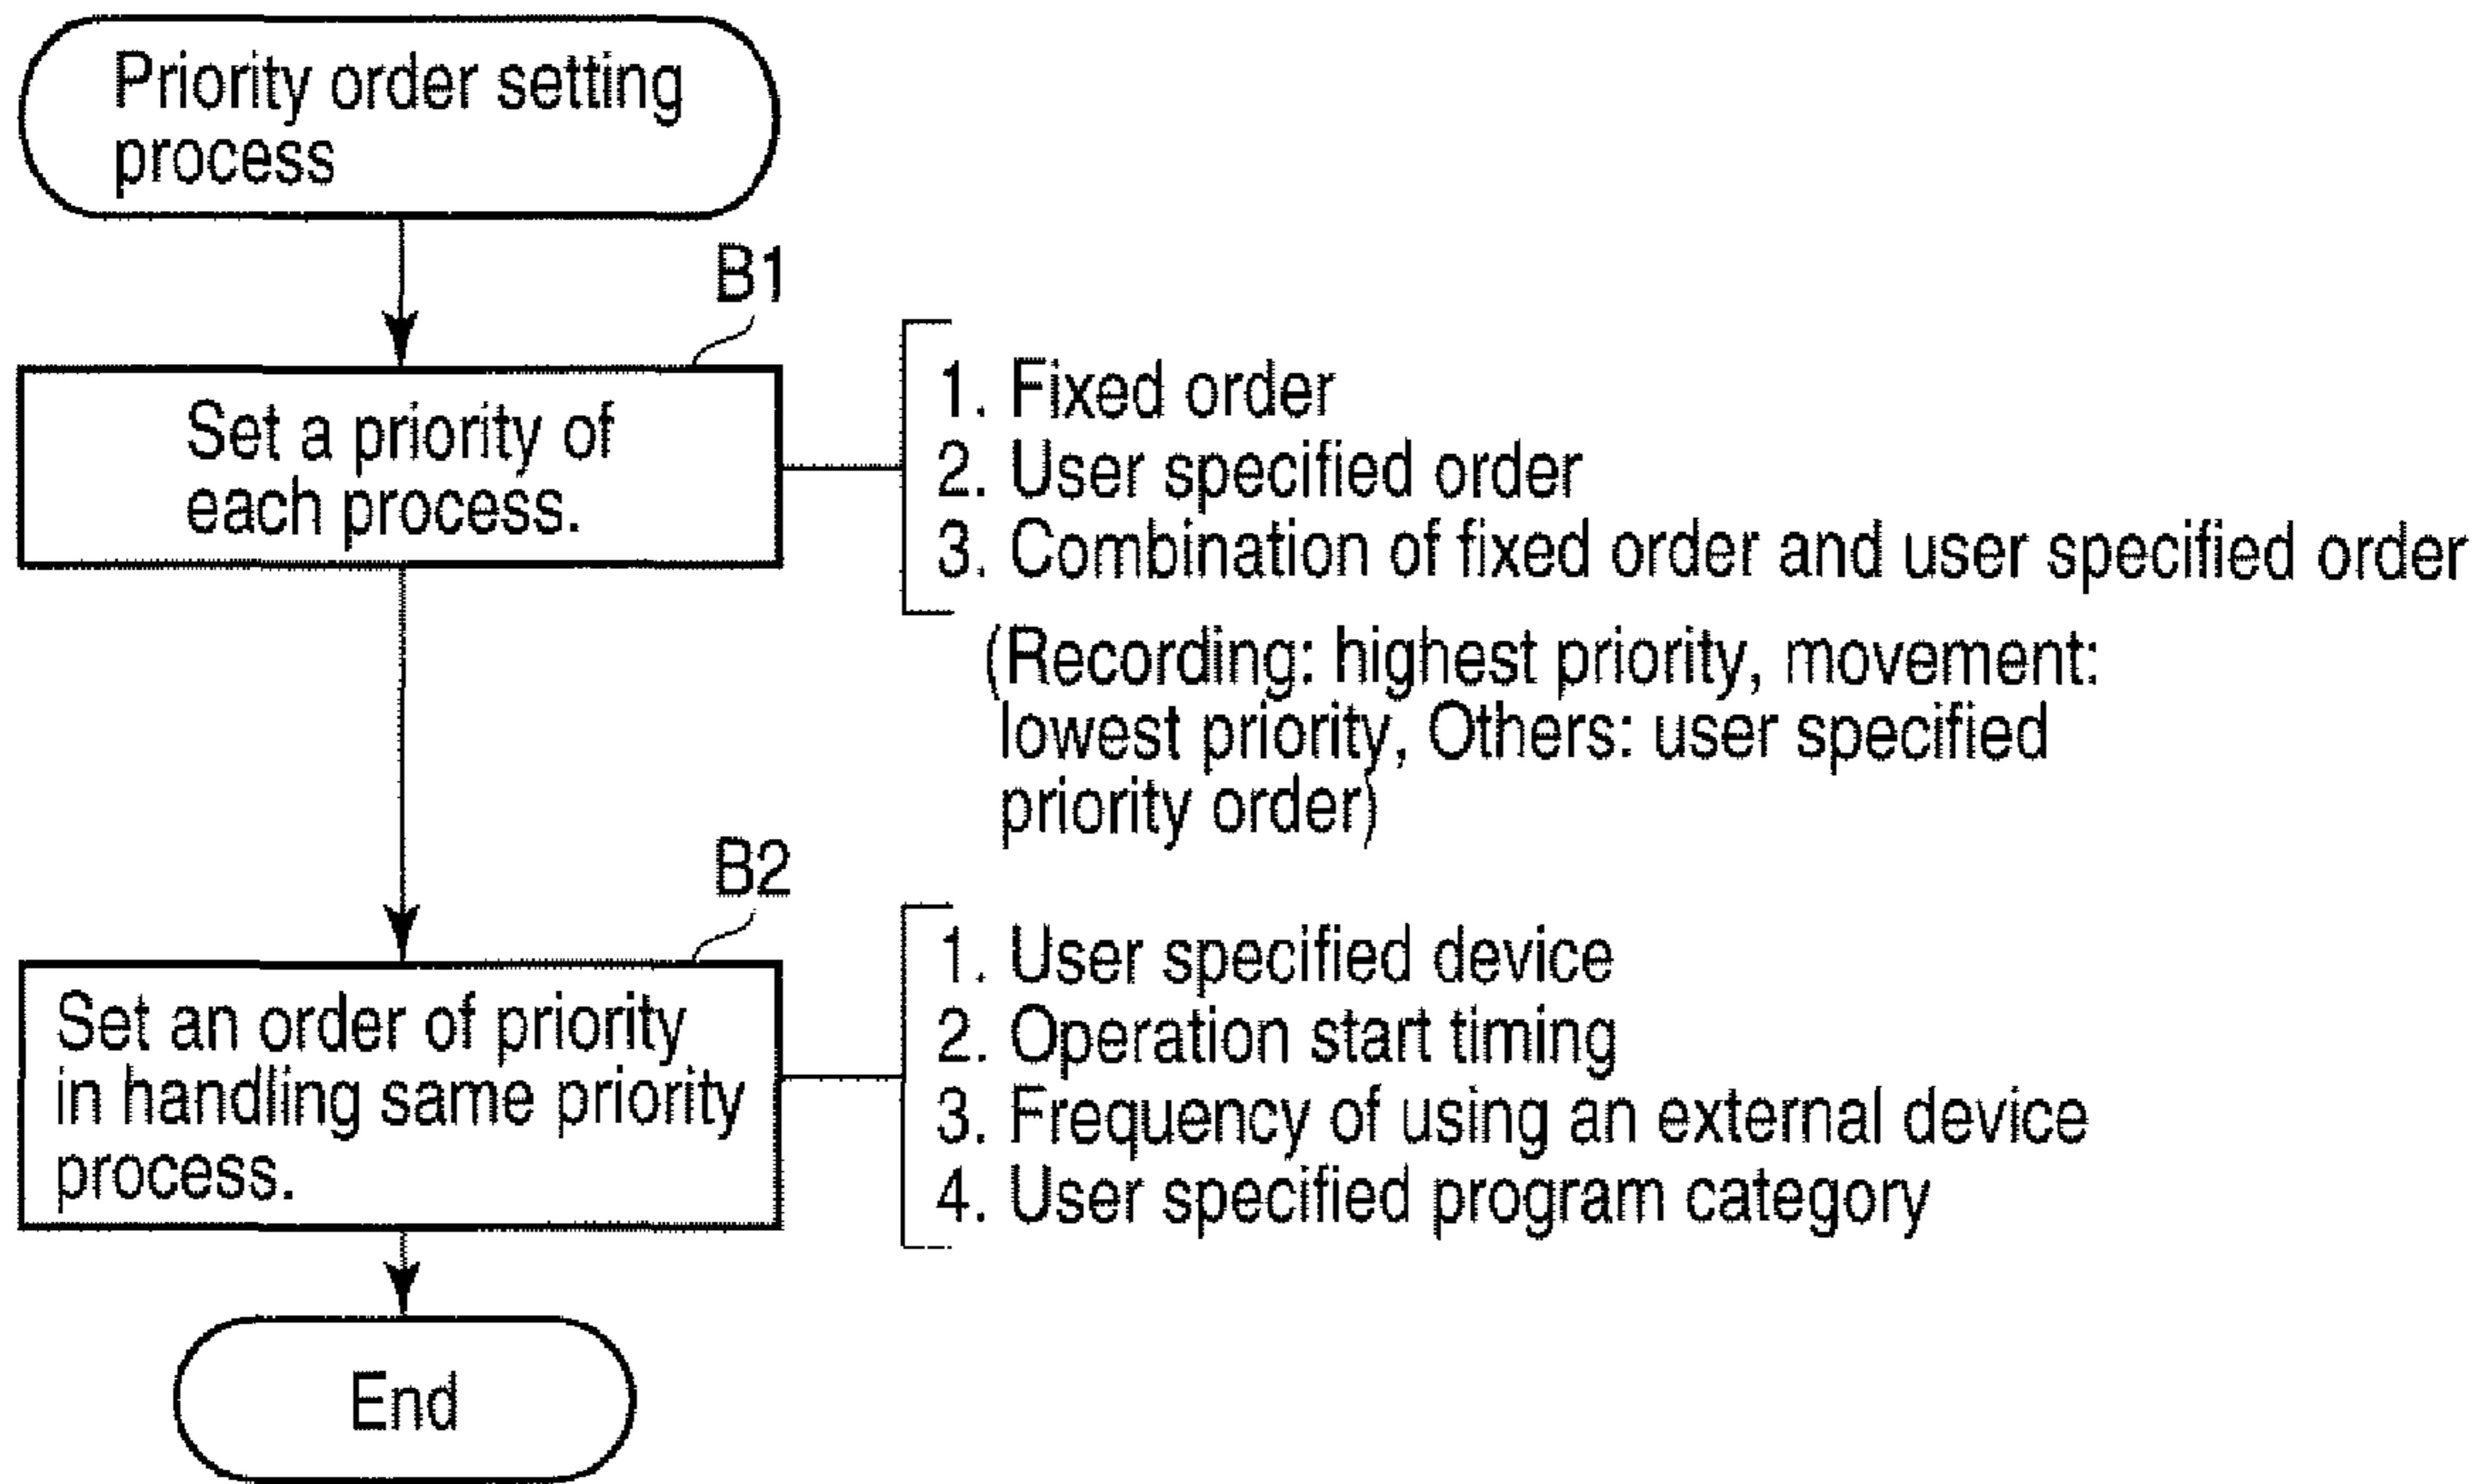 Priority order setting
process
B1
Set a priority of
each process.
1. Fixed order
2. User specified order
3. Combination of fixed order and user specified order
(Recording: highest priority, movement:
lowest priority, Others: user specified
priority order)
B2
Set an order of priority
in handling same priority
process.
1. User specified device
2. Operation start timing
3. Frequency of using an external device
4. User specified program category
End